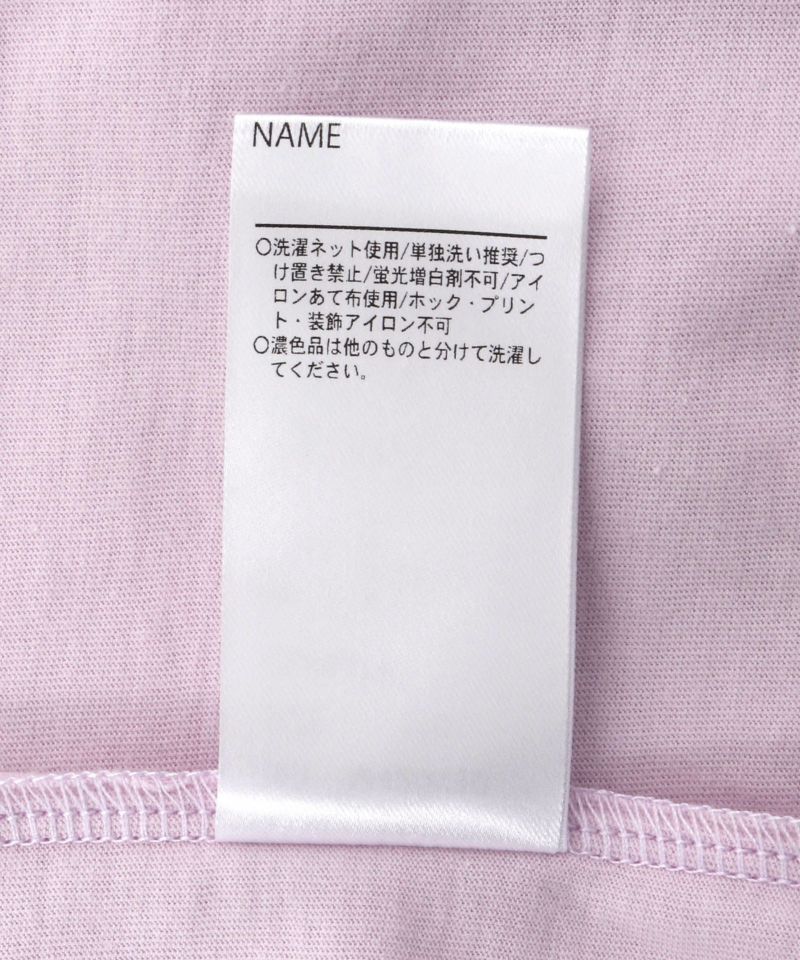 NAME
〇洗濯ネット使用/単独洗い推奨/つ
け置き禁止/蛍光増白剤不可/アイ
ロンあて布使用/ホック・プリン
ト・装飾アイロン不可
〇濃色品は他のものと分けて洗濯し
てください。